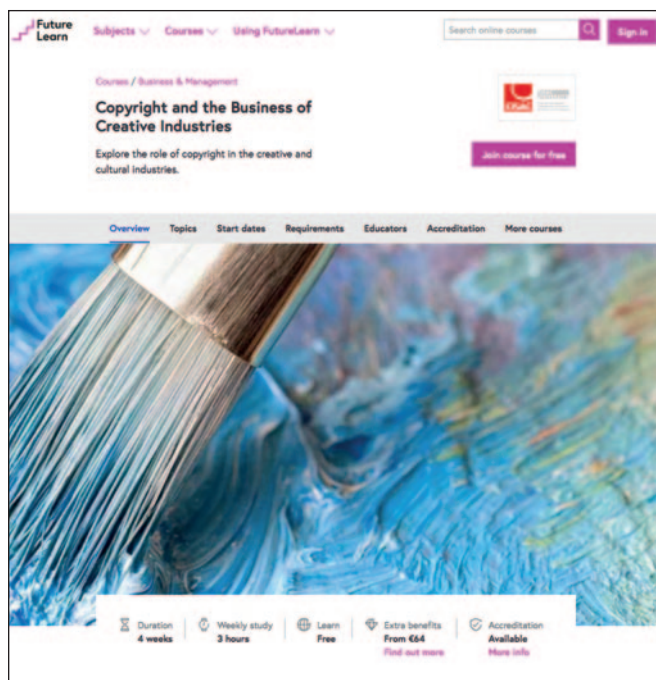 Future
Learn
Subjects
Courses
Using FutureLearn
Search online courses
Sign in
Courses / Business & Management
Copyright and the Business of
Creative Industries
Explore the role of copyright in the creative and
cultural industries.
Join course for free
Overview Topics Start dates Requirements Educators Accreditation More courses
Duration
4 weeks
Weekly study
3 hours
Learn
Free
Extra benefits
From €64
Find out more
Accreditation
Available
More info